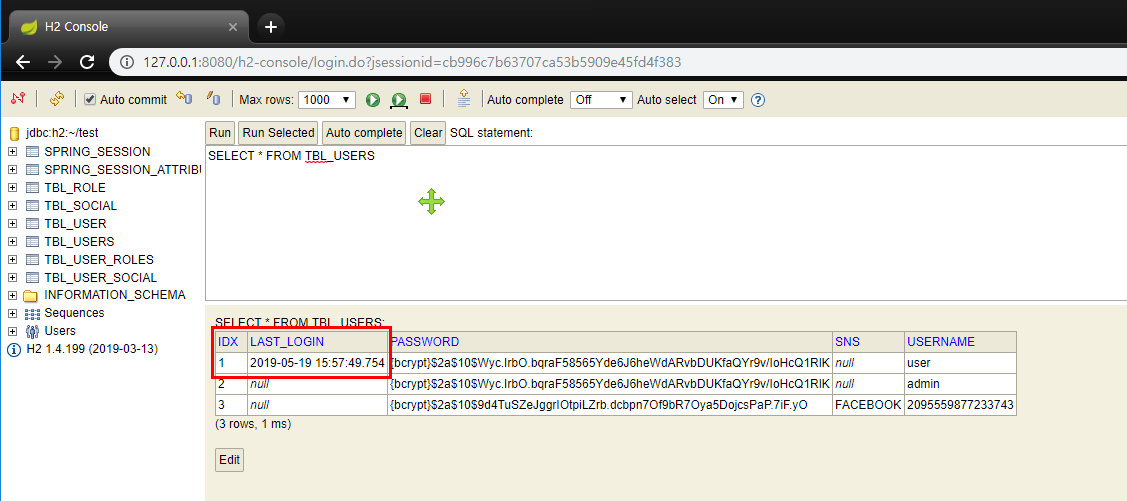 H2 Console
127.0.0.1:8080/h2-console/login.do?jsessionid=cb996c7b63707ca53b5909e45fd4f383
Auto commit Max rows: 1000 Auto complete Off Auto select On
jdbc:h2:~/test
SPRING_SESSION
SPRING_SESSION_ATTRIBU
TBL_ROLE
TBL_SOCIAL
TBL_USER
TBL_USERS
TBL_USER_ROLES
TBL_USER_SOCIAL
INFORMATION_SCHEMA
Sequences
Users
H2 1.4.199 (2019-03-13)
Run Run Selected Auto complete Clear SQL statement:
SELECT * FROM TBL_USERS
SELECT * FROM TBL_USERS;
IDX LAST_LOGIN PASSWORD SNS USERNAME
1 2019-05-19 15:57:49.754 {bcrypt}$2a$10$Wyc.IrbO.bqraF58565Yde6J6heWdARvbDUKfaQYr9v/IoHcQ1RlK null user
2 null {bcrypt}$2a$10$Wyc.IrbO.bqraF58565Yde6J6heWdARvbDUKfaQYr9v/IoHcQ1RlK null admin
3 null {bcrypt}$2a$10$9d4TuSZeJggrIOtpiLZrb.dcbpn7Of9bR7Oya5DojcsPaP.7iF.yO FACEBOOK 2095559877233743
(3 rows, 1 ms)
Edit